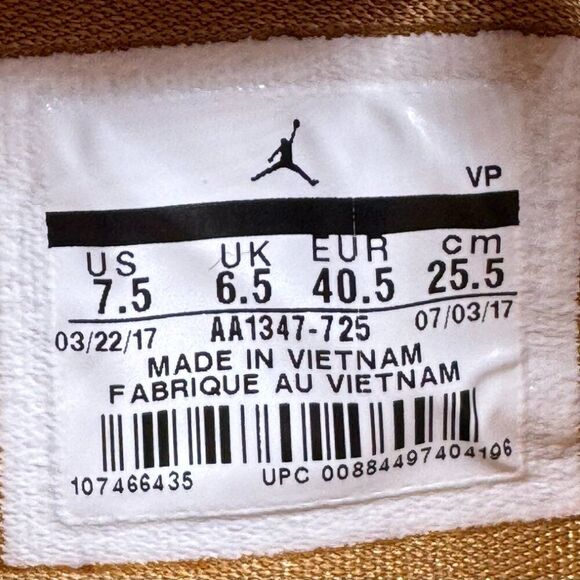 VP
US UK EUR cm
7.5 6.5 40.5 25.5
03/22/17 AA1347-725 07/03/17
MADE IN VIETNAM
FABRIQUE AU VIETNAM
107466435 UPC 00884497404196